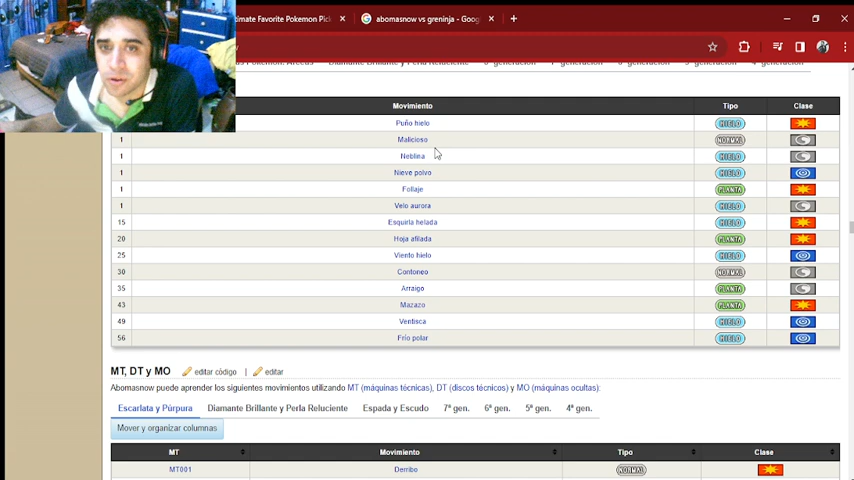 timate Favorite Pokemon Pick
abomasnow vs greninja - Goog
Movimiento Tipo Clase
Puño hielo HIELO
1 Malicioso NORMAL
1 Neblina HIELO
1 Nieve polvo HIELO
1 Follaje PLANTA
1 Velo aurora HIELO
15 Esquirla helada HIELO
20 Hoja afilada PLANTA
25 Viento hielo HIELO
30 Contoneo NORMAL
35 Arraigo PLANTA
43 Mazazo PLANTA
49 Ventisca HIELO
56 Frío polar HIELO
MT, DT y MO editar código | editar
Abomasnow puede aprender los siguientes movimientos utilizando MT (máquinas técnicas), DT (discos técnicos) y MO (máquinas ocultas):
Escarlata y Púrpura Diamante Brillante y Perla Reluciente Espada y Escudo 7ª gen. 6ª gen. 5ª gen. 4ª gen.
Mover y organizar columnas
MT Movimiento Tipo Clase
MT001 Derribo NORMAL